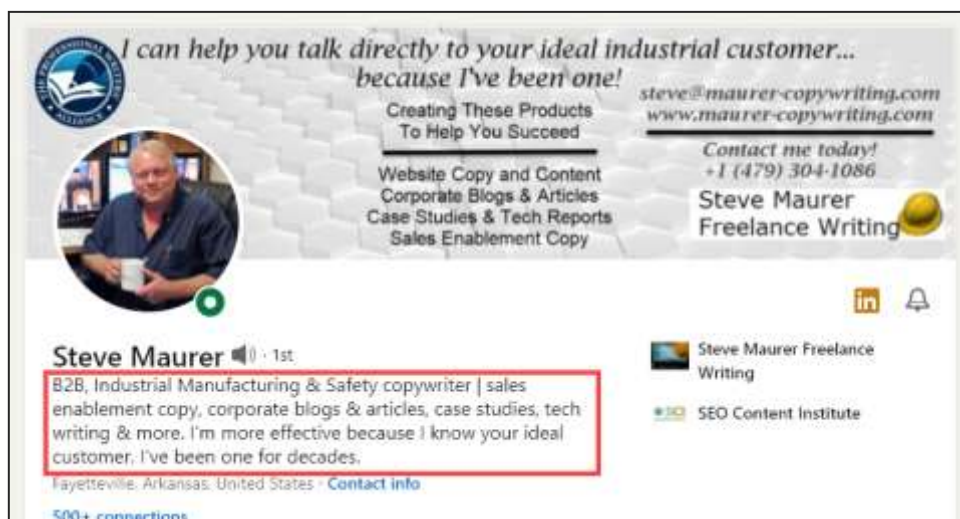 THE PROFESSIONAL WRITERS
ALLIANCE
I can help you talk directly to your ideal industrial customer...
because I've been one!
Creating These Products
To Help You Succeed
Website Copy and Content
Corporate Blogs & Articles
Case Studies & Tech Reports
Sales Enablement Copy
steve@maurer-copywriting.com
www.maurer-copywriting.com
Contact me today!
+1 (479) 304-1086
Steve Maurer
Freelance Writing
in
Steve Maurer · 1st
B2B, Industrial Manufacturing & Safety copywriter | sales
enablement copy, corporate blogs & articles, case studies, tech
writing & more. I'm more effective because I know your ideal
customer. I've been one for decades.
Fayetteville, Arkansas, United States · Contact info
500+ connections
Steve Maurer Freelance
Writing
SEO Content Institute